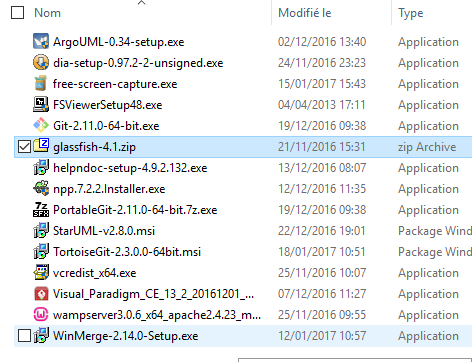 Nom Modifié le Type
ArgoUML-0.34-setup.exe 02/12/2016 13:40 Application
dia-setup-0.97.2-2-unsigned.exe 24/11/2016 23:23 Application
free-screen-capture.exe 15/01/2017 15:43 Application
FSViewerSetup48.exe 04/04/2013 17:11 Application
Git-2.11.0-64-bit.exe 19/12/2016 09:38 Application
glassfish-4.1.zip 21/11/2016 15:31 zip Archive
helpndoc-setup-4.9.2.132.exe 13/12/2016 08:07 Application
npp.7.2.2.Installer.exe 12/12/2016 11:35 Application
PortableGit-2.11.0-64-bit.7z.exe 19/12/2016 09:38 Application
StarUML-v2.8.0.msi 22/12/2016 19:01 Package Wind
TortoiseGit-2.3.0.0-64bit.msi 18/01/2017 10:51 Package Wind
vcredist_x64.exe 25/11/2016 10:07 Application
Visual_Paradigm_CE_13_2_20161201_... 07/12/2016 11:27 Application
wampserver3.0.6_x64_apache2.4.23_m... 25/11/2016 09:55 Application
WinMerge-2.14.0-Setup.exe 12/01/2017 10:57 Application